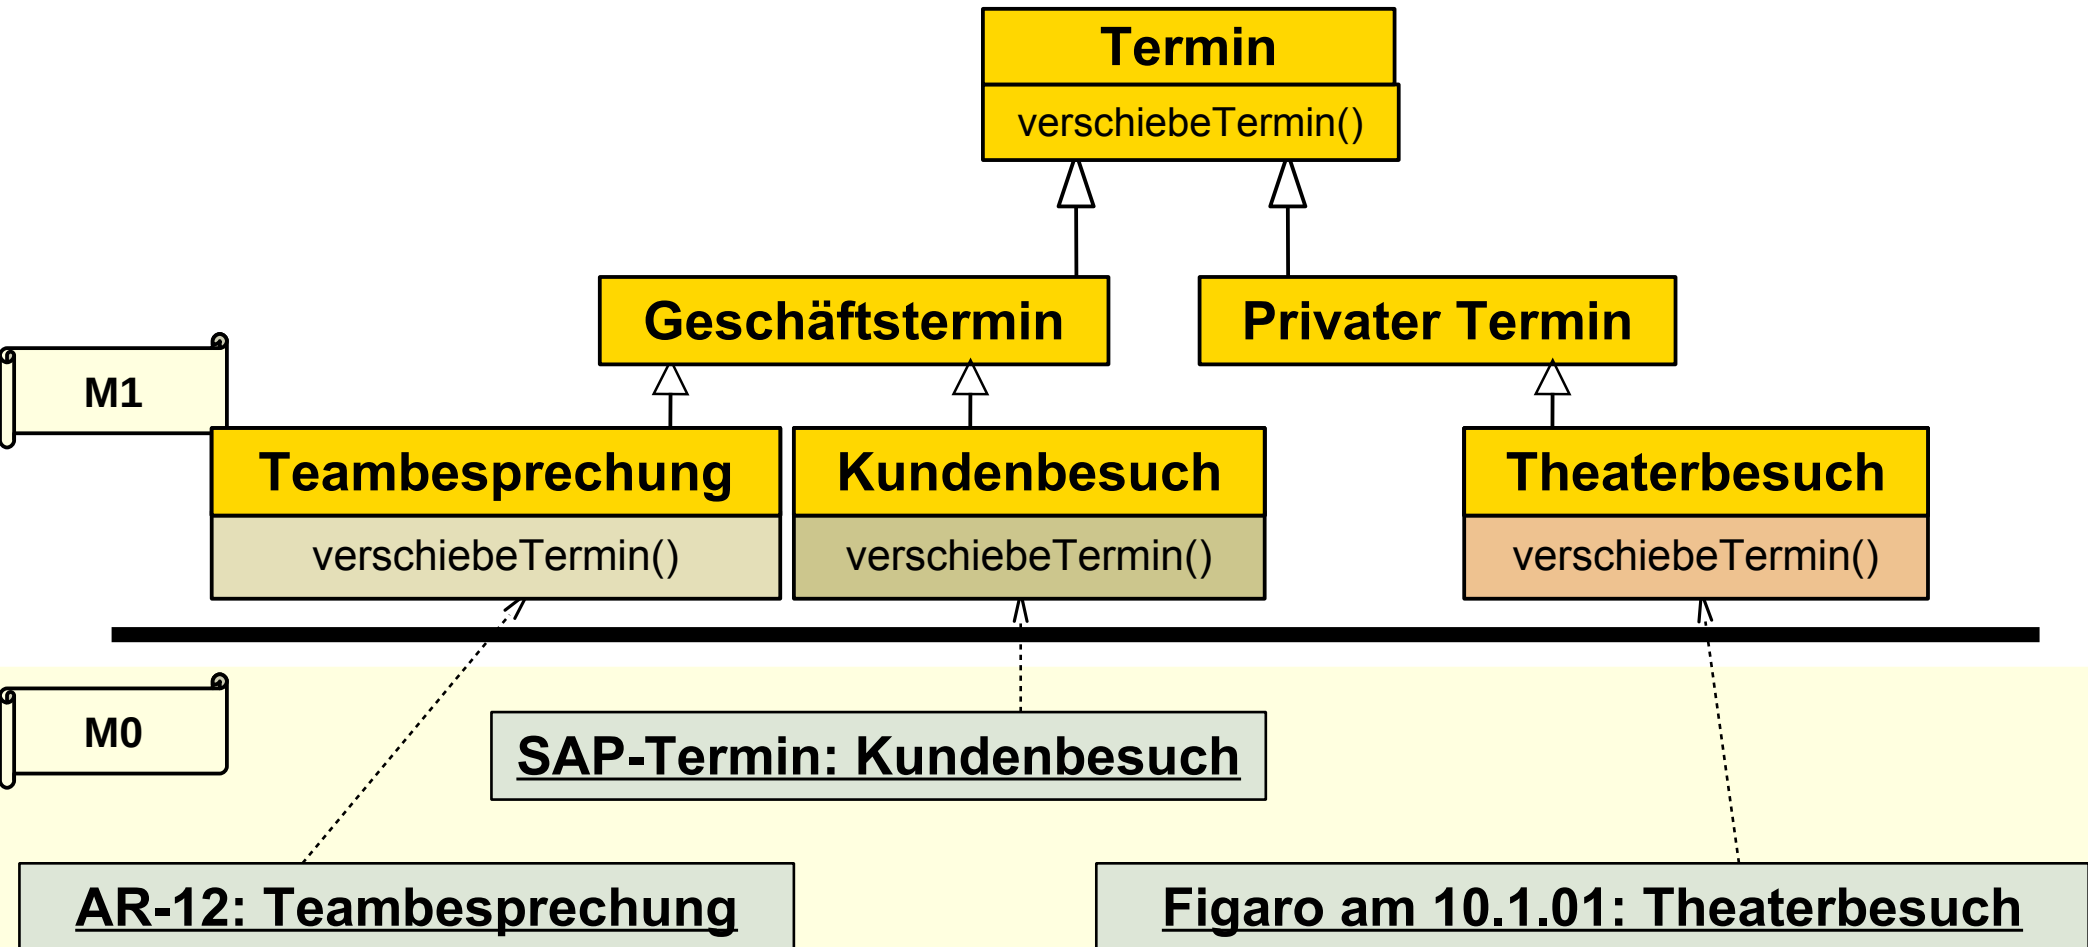 Termin
verschiebeTermin()
Geschäftstermin
Privater Termin
M1
Teambesprechung
Kundenbesuch
Theaterbesuch
verschiebeTermin()
verschiebeTermin()
verschiebeTermin()
M0
SAP-Termin: Kundenbesuch
AR-12: Teambesprechung
Figaro am 10.1.01: Theaterbesuch